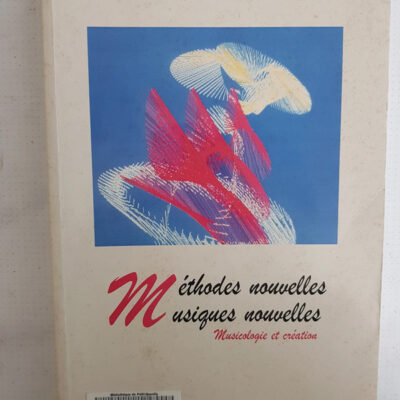 Méthodes nouvelles
Musiques nouvelles
Musicologie et création